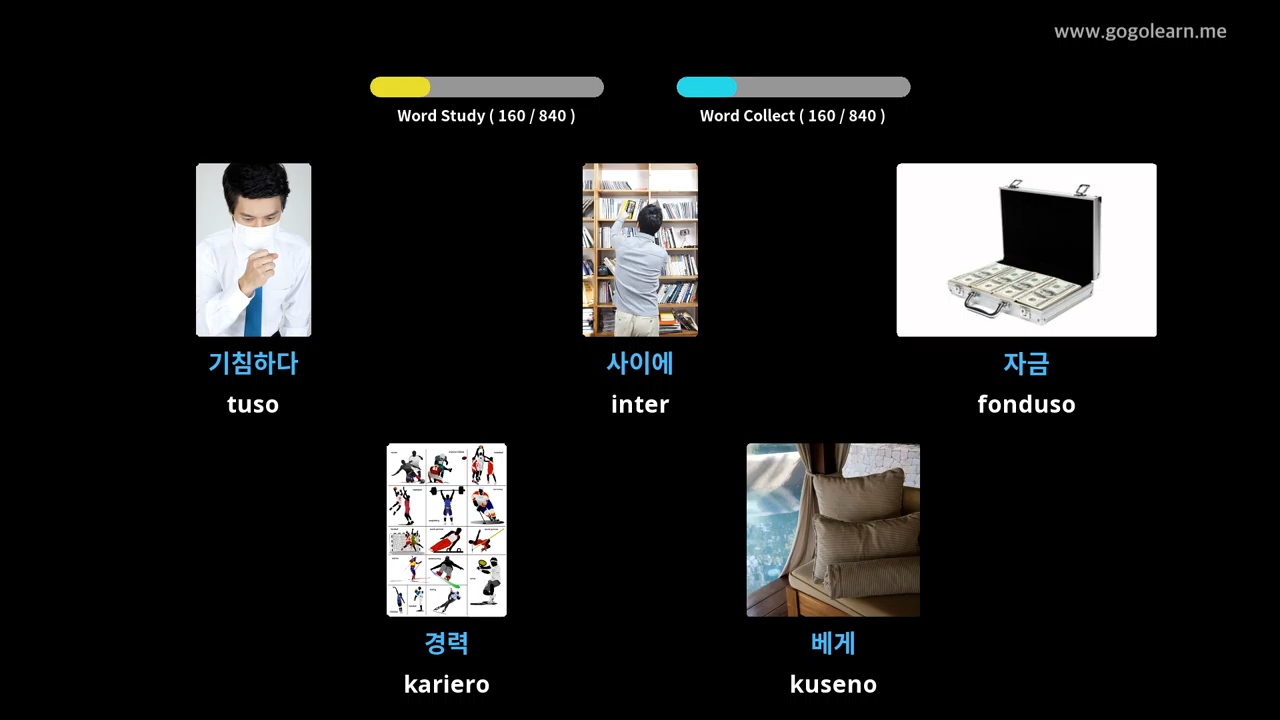 www.gogolearn.me
Word Study ( 160 / 840 )
Word Collect ( 160 / 840 )
기침하다
tuso
사이에
inter
자금
fonduso
경력
kariero
베게
kuseno